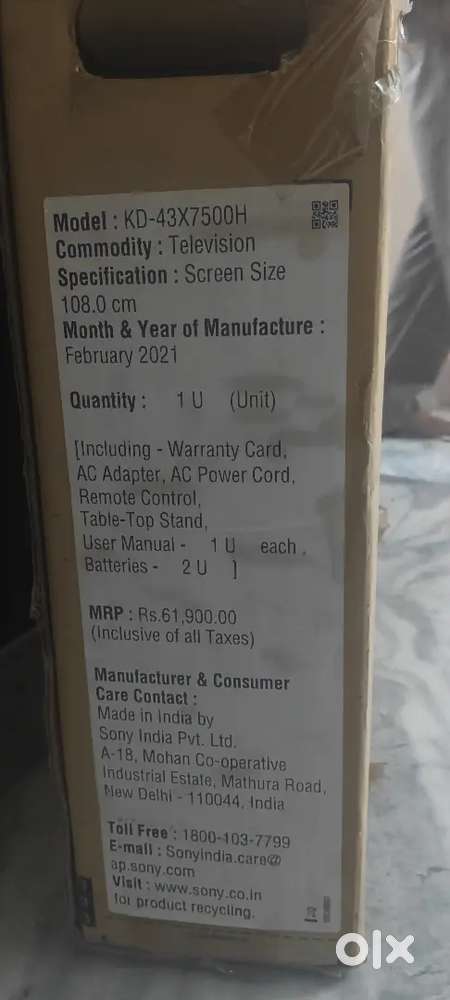 Model : KD-43X7500H
Commodity : Television
Specification : Screen Size
108.0 cm
Month & Year of Manufacture :
February 2021
Quantity : 1 U (Unit)
[Including - Warranty Card,
AC Adapter, AC Power Cord,
Remote Control,
Table-Top Stand,
User Manual - 1 U each ,
Batteries - 2 U ]
MRP : Rs.61,900.00
(Inclusive of all Taxes)
Manufacturer & Consumer
Care Contact :
Made in India by
Sony India Pvt. Ltd.
A-18, Mohan Co-operative
Industrial Estate, Mathura Road,
New Delhi - 110044, India
Toll Free : 1800-103-7799
E-mail : Sonyindia.care@
ap.sony.com
Visit : www.sony.co.in
for product recycling.
olx